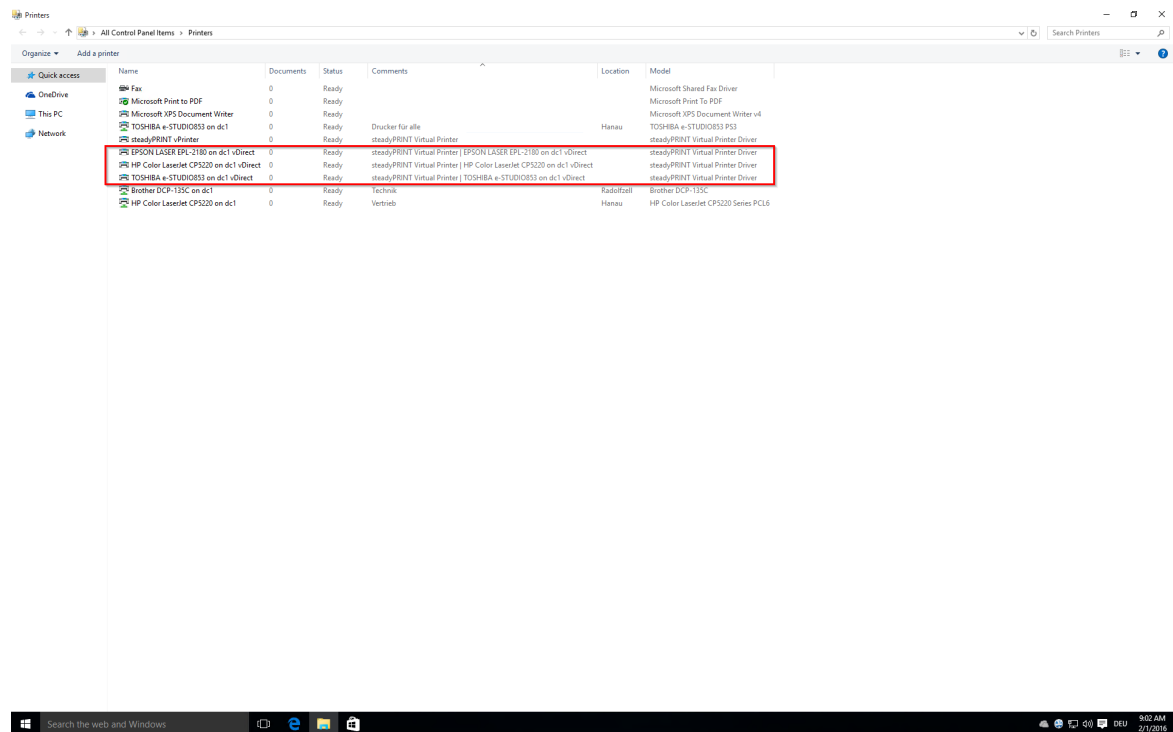 Printers
All Control Panel Items › Printers
Search Printers
Organize
Add a printer
Quick access
OneDrive
This PC
Network
Name Documents Status Comments Location Model
Fax 0 Ready Microsoft Shared Fax Driver
Microsoft Print to PDF 0 Ready Microsoft Print To PDF
Microsoft XPS Document Writer 0 Ready Microsoft XPS Document Writer v4
TOSHIBA e-STUDIO853 on dc1 0 Ready Drucker für alle Hanau TOSHIBA e-STUDIO853 PS3
steadyPRINT vPrinter 0 Ready steadyPRINT Virtual Printer steadyPRINT Virtual Printer Driver
EPSON LASER EPL-2180 on dc1 vDirect 0 Ready steadyPRINT Virtual Printer | EPSON LASER EPL-2180 on dc1 vDirect steadyPRINT Virtual Printer Driver
HP Color LaserJet CP5220 on dc1 vDirect 0 Ready steadyPRINT Virtual Printer | HP Color LaserJet CP5220 on dc1 vDirect steadyPRINT Virtual Printer Driver
TOSHIBA e-STUDIO853 on dc1 vDirect 0 Ready steadyPRINT Virtual Printer | TOSHIBA e-STUDIO853 on dc1 vDirect steadyPRINT Virtual Printer Driver
Brother DCP-135C on dc1 0 Ready Technik Radolfzell Brother DCP-135C
HP Color LaserJet CP5220 on dc1 0 Ready Vertrieb Hanau HP Color LaserJet CP5220 Series PCL6
Search the web and Windows
DEU
9:02 AM
2/1/2016